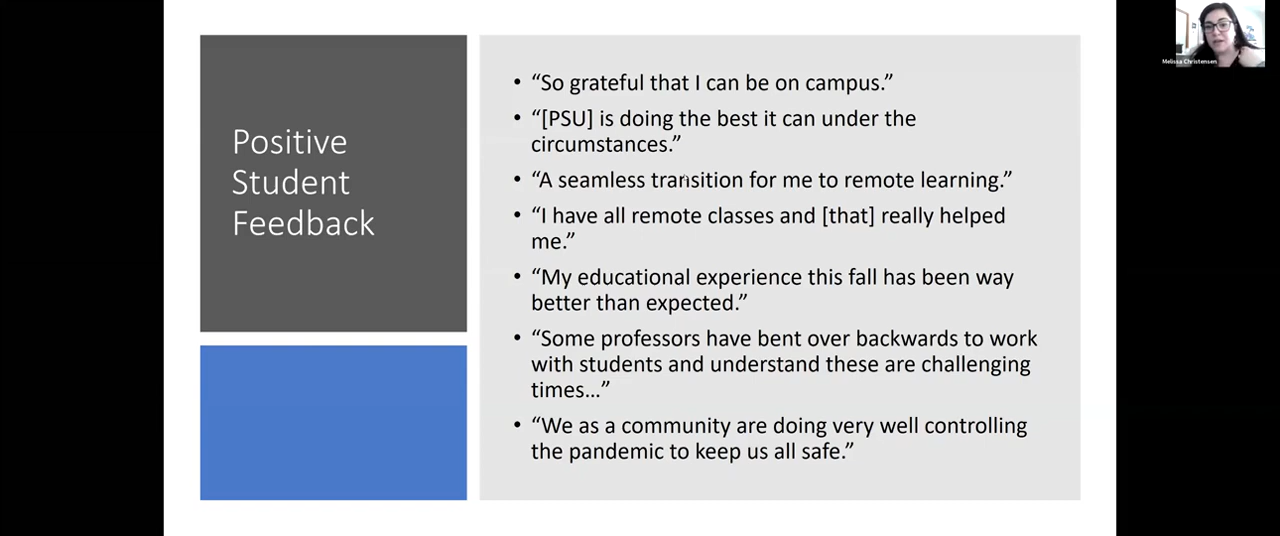 Positive
Student
Feedback
• “So grateful that I can be on campus.”
• “[PSU] is doing the best it can under the
circumstances.”
• “A seamless transition for me to remote learning.”
• “I have all remote classes and [that] really helped
me.”
• “My educational experience this fall has been way
better than expected.”
• “Some professors have bent over backwards to work
with students and understand these are challenging
times…”
• “We as a community are doing very well controlling
the pandemic to keep us all safe.”
Melissa Christensen